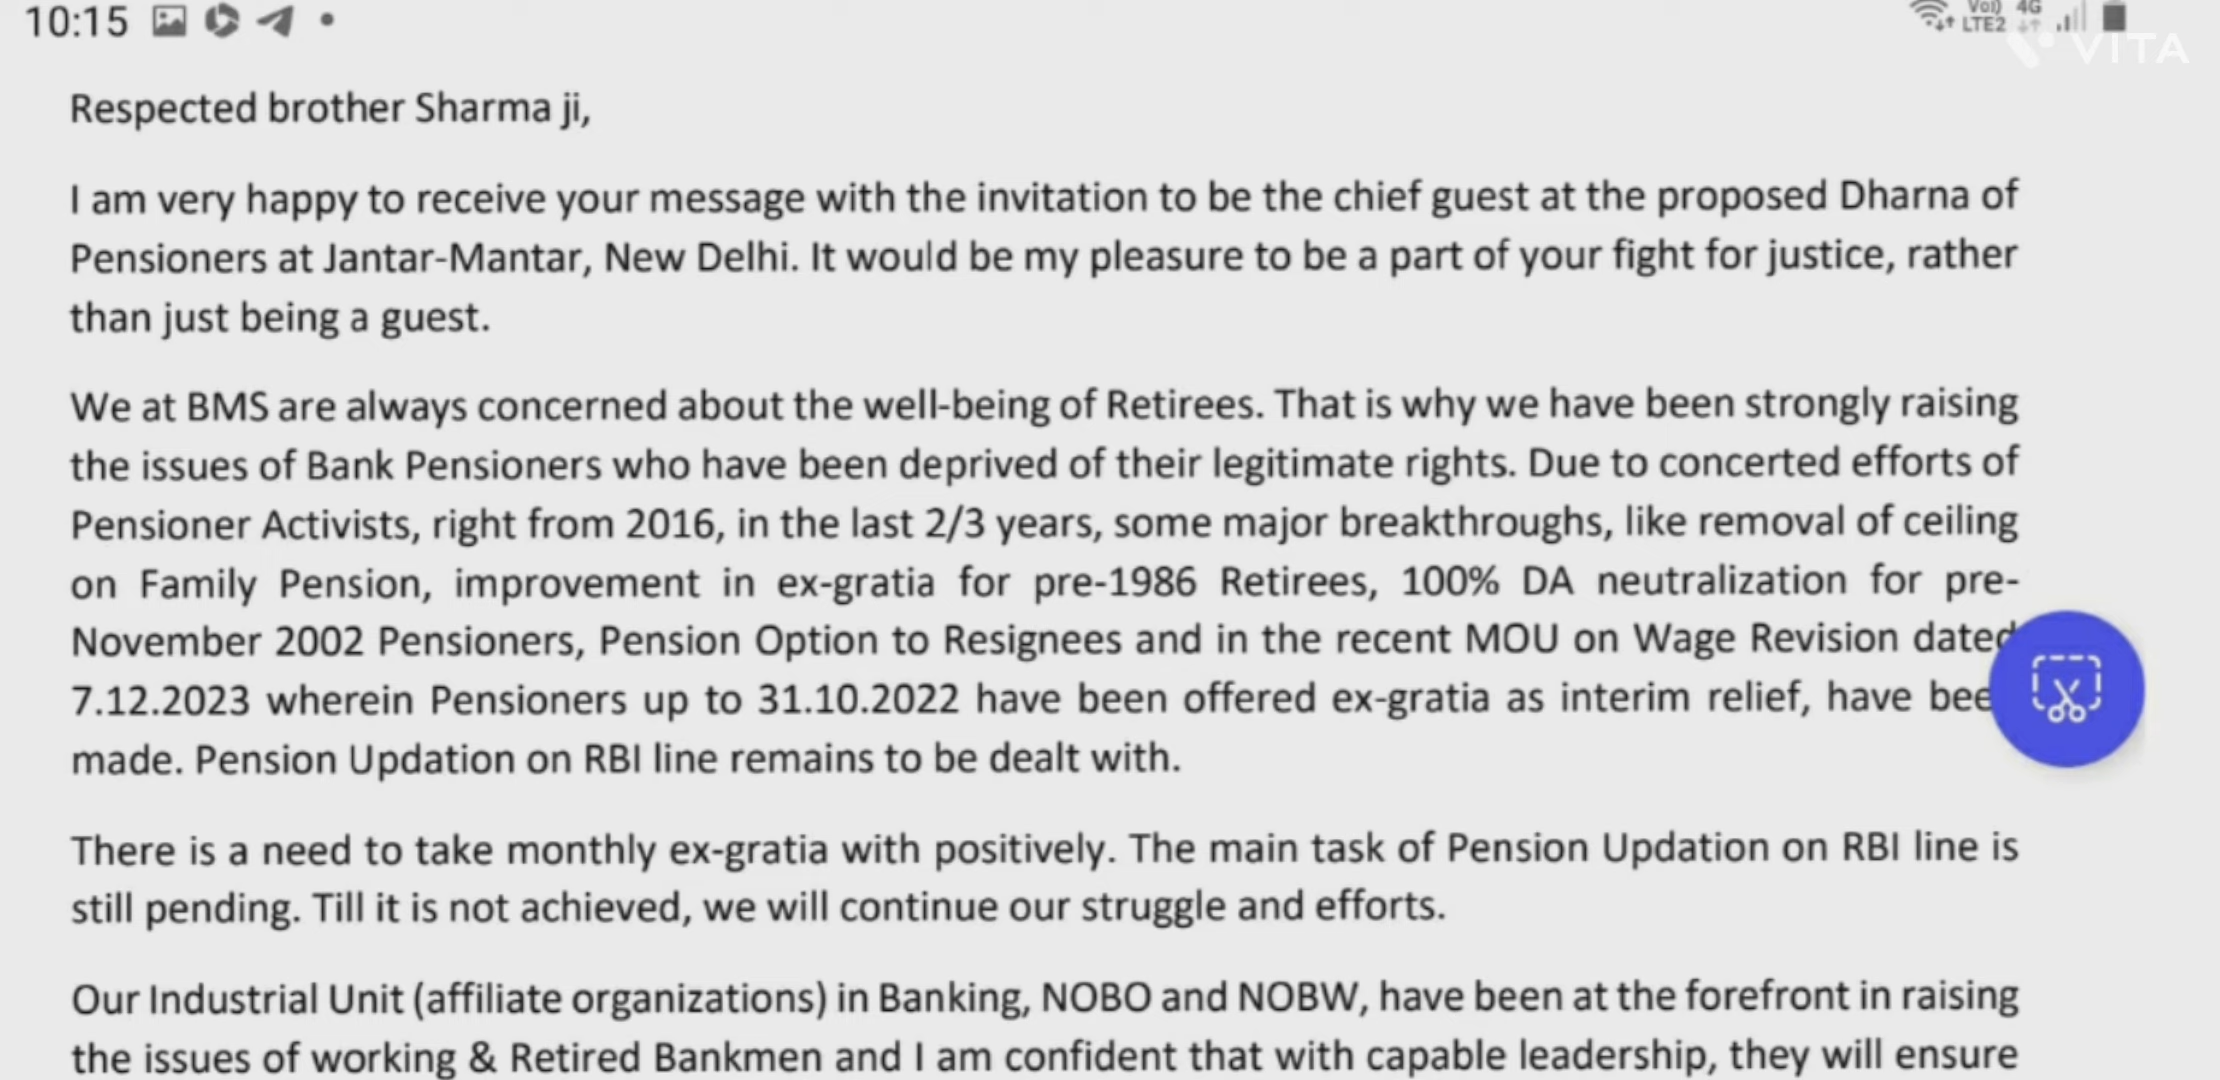 10:15
Vo)) 4G
LTE2
VITA
Respected brother Sharma ji,
I am very happy to receive your message with the invitation to be the chief guest at the proposed Dharna of
Pensioners at Jantar-Mantar, New Delhi. It would be my pleasure to be a part of your fight for justice, rather
than just being a guest.
We at BMS are always concerned about the well-being of Retirees. That is why we have been strongly raising
the issues of Bank Pensioners who have been deprived of their legitimate rights. Due to concerted efforts of
Pensioner Activists, right from 2016, in the last 2/3 years, some major breakthroughs, like removal of ceiling
on Family Pension, improvement in ex-gratia for pre-1986 Retirees, 100% DA neutralization for pre-
November 2002 Pensioners, Pension Option to Resignees and in the recent MOU on Wage Revision dated
7.12.2023 wherein Pensioners up to 31.10.2022 have been offered ex-gratia as interim relief, have bee
made. Pension Updation on RBI line remains to be dealt with.
There is a need to take monthly ex-gratia with positively. The main task of Pension Updation on RBI line is
still pending. Till it is not achieved, we will continue our struggle and efforts.
Our Industrial Unit (affiliate organizations) in Banking, NOBO and NOBW, have been at the forefront in raising
the issues of working & Retired Bankmen and I am confident that with capable leadership, they will ensure